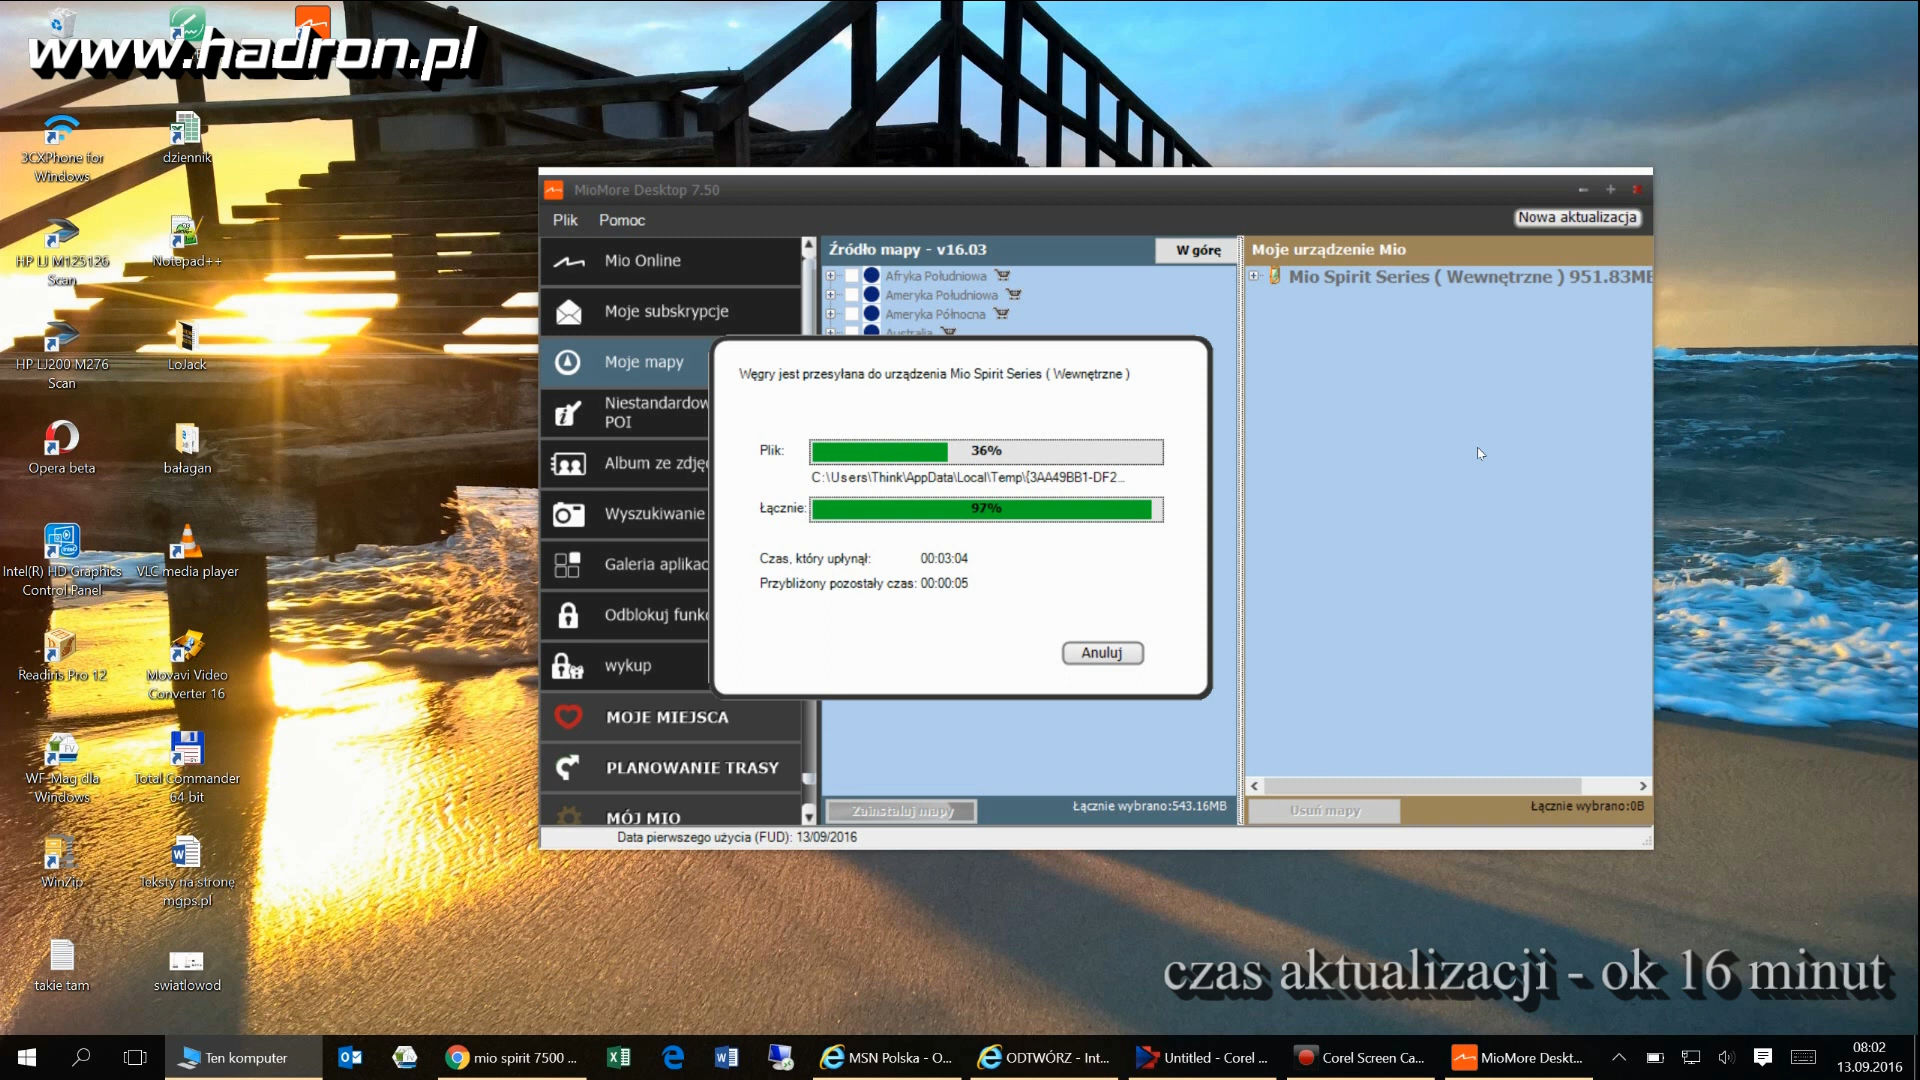 www.hadron.pl
3CXPhone for
Windows
dziennik
HP LJ M125126
Scan
Notepad++
HP LJ200 M276
Scan
LoJack
Opera beta
bałagan
Intel(R) HD Graphics
Control Panel
VLC media player
Readiris Pro 12
Movavi Video
Converter 16
WF-Mag dla
Windows
Total Commander
64 bit
WinZip
Teksty na stronę
mgps.pl
takie tam
swiatlowod
MioMore Desktop 7.50
Plik Pomoc
Nowa aktualizacja
Mio Online
Moje subskrypcje
Moje mapy
Niestandardow
POI
Album ze zdję
Wyszukiwanie
Galeria aplikac
Odblokuj funkc
wykup
MOJE MIEJSCA
PLANOWANIE TRASY
MÓJ MIO
Źródło mapy - v16.03
W górę
Afryka Południowa
Ameryka Południowa
Ameryka Północna
Australia
Moje urządzenie Mio
Mio Spirit Series ( Wewnętrzne ) 951.83ME
Węgry jest przesyłana do urządzenia Mio Spirit Series ( Wewnętrzne )
Plik: 36%
C:\Users\Think\AppData\Local\Temp\{3AA49BB1-DF2...
Łącznie: 97%
Czas, który upłynął: 00:03:04
Przybliżony pozostały czas: 00:00:05
Anuluj
Zainstaluj mapy
Łącznie wybrano:543.16MB
Usuń mapy
Łącznie wybrano:0B
Data pierwszego użycia (FUD): 13/09/2016
czas aktualizacji - ok 16 minut
Ten komputer
mio spirit 7500 ...
MSN Polska - O...
ODTWÓRZ - Int...
Untitled - Corel ...
Corel Screen Ca...
MioMore Deskt...
08:02
13.09.2016